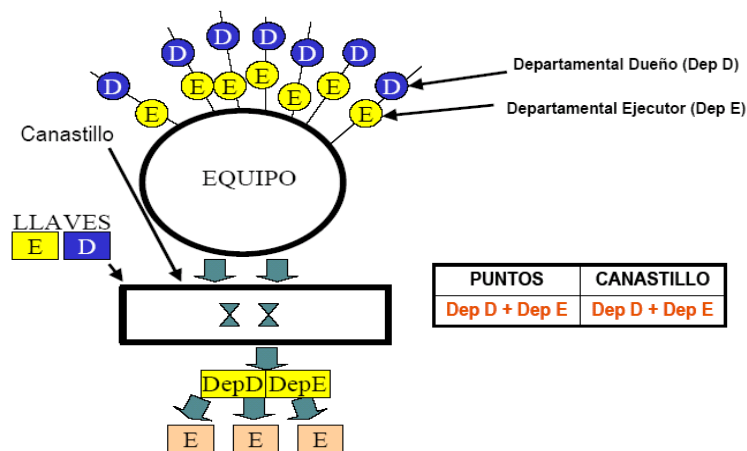 D
D
D
D
D
D
D
E
E
E
E
E
E
E
Departamental Dueño (Dep D)
Departamental Ejecutor (Dep E)
Canastillo
EQUIPO
LLAVES
E D
PUNTOS CANASTILLO
Dep D + Dep E Dep D + Dep E
DepD DepE
E E E